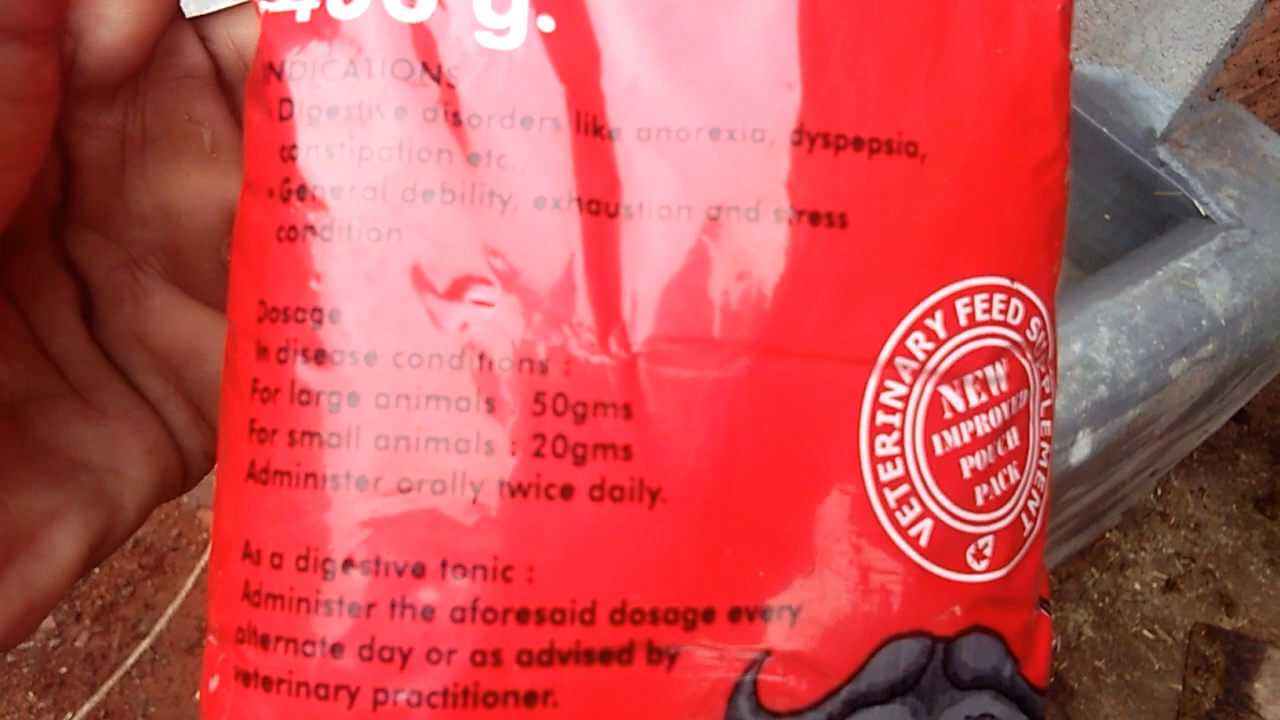 g.
INDICATIONS
Digestive disorders like anorexia, dyspepsia,
constipation etc.
General debility, exhaustion and stress
condition
Dosage
In disease conditions :
For large animals : 50gms
For small animals : 20gms
Administer orally twice daily.
As a digestive tonic :
Administer the aforesaid dosage every
alternate day or as advised by
veterinary practitioner.
VETERINARY FEED SUPPLEMENT
NEW
IMPROVED
POUCH
PACK